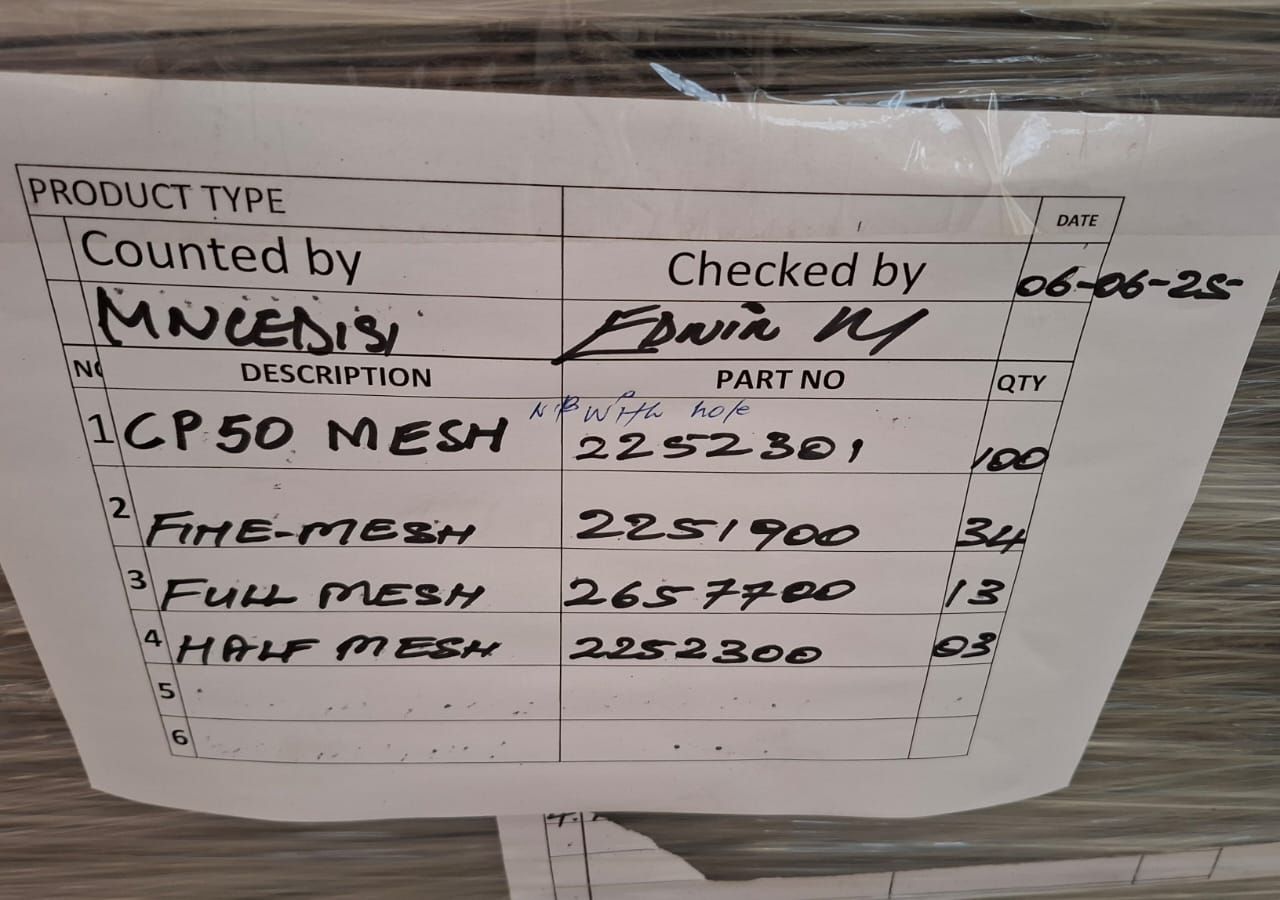 PRODUCT TYPE
DATE
Counted by Checked by 06-06-25
MNCEDISI EDWIN M
NO DESCRIPTION PART NO QTY
NB With hole
1 CP50 MESH 2252301 100
2 FINE-MESH 2251900 34
3 FULL MESH 2657700 13
4 HALF MESH 2252300 03
5
6